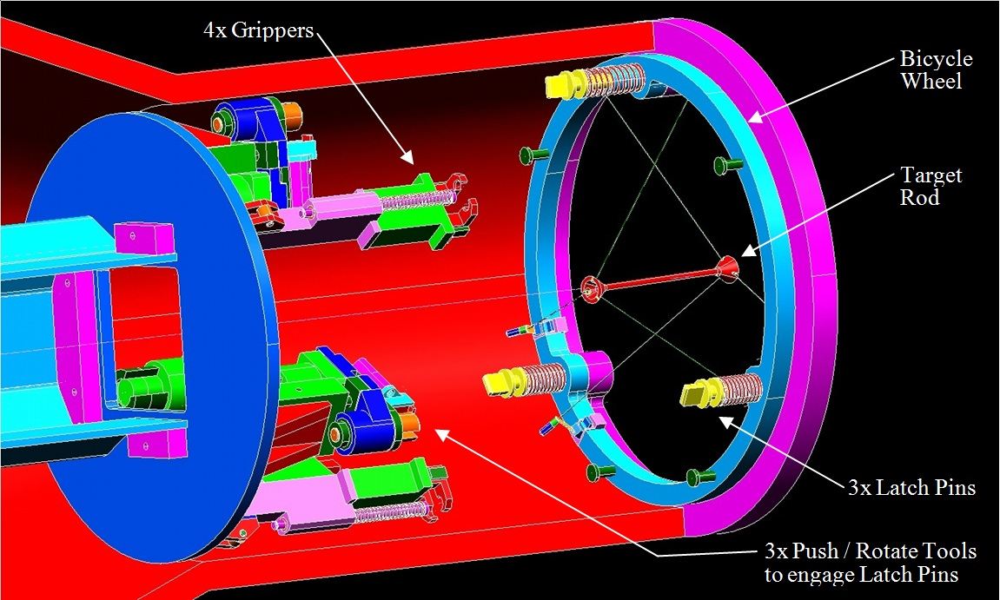 4x Grippers
Bicycle
Wheel
Target
Rod
3x Latch Pins
3x Push / Rotate Tools
to engage Latch Pins